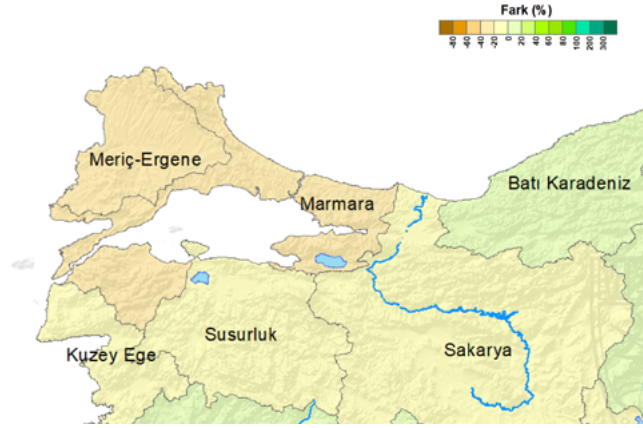 Fark (%)
-80 -60 -40 -20 0 20 40 60 80 100 200 300
Meriç-Ergene
Marmara
Batı Karadeniz
Susurluk
Kuzey Ege
Sakarya